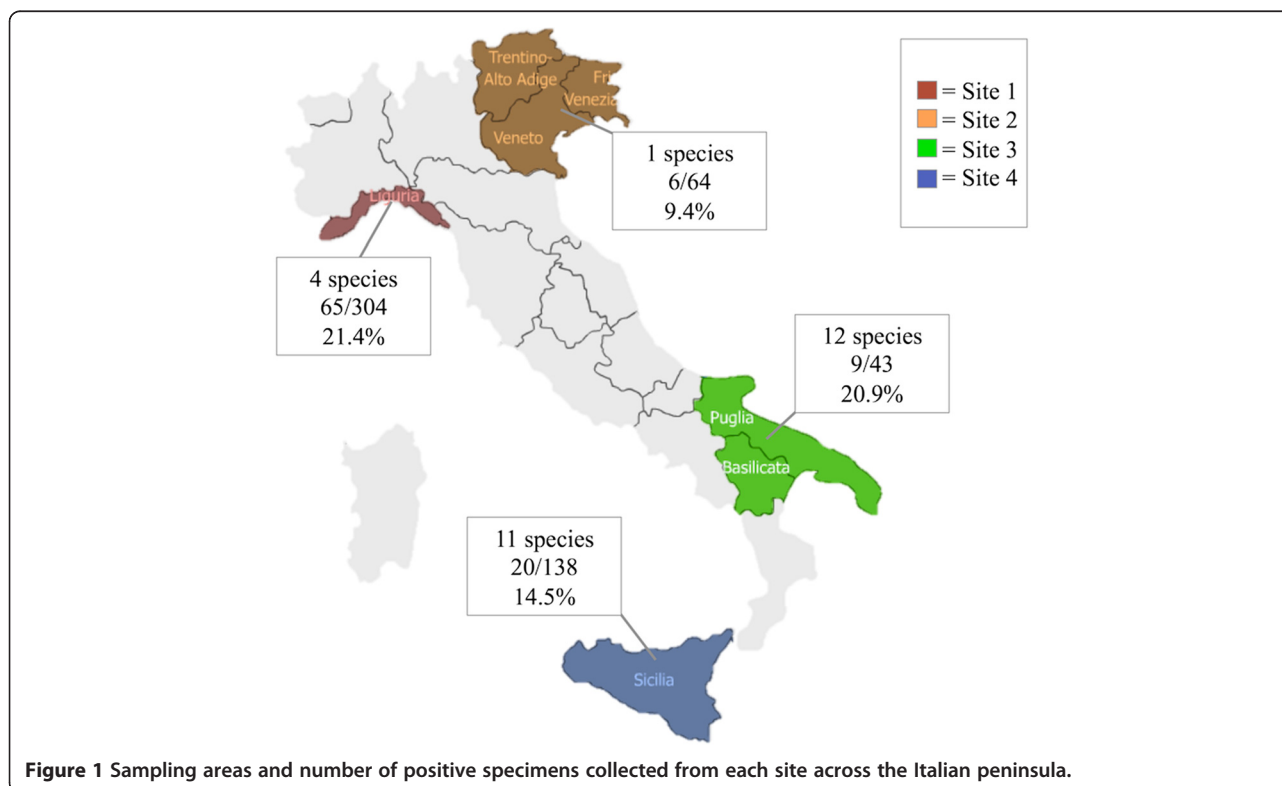 Trentino-
Alto Adige
Fri
Venezia
Veneto
Liguria
= Site 1
= Site 2
= Site 3
= Site 4
1 species
6/64
9.4%
4 species
65/304
21.4%
12 species
9/43
20.9%
Puglia
Basilicata
11 species
20/138
14.5%
Sicilia
Figure 1 Sampling areas and number of positive specimens collected from each site across the Italian peninsula.